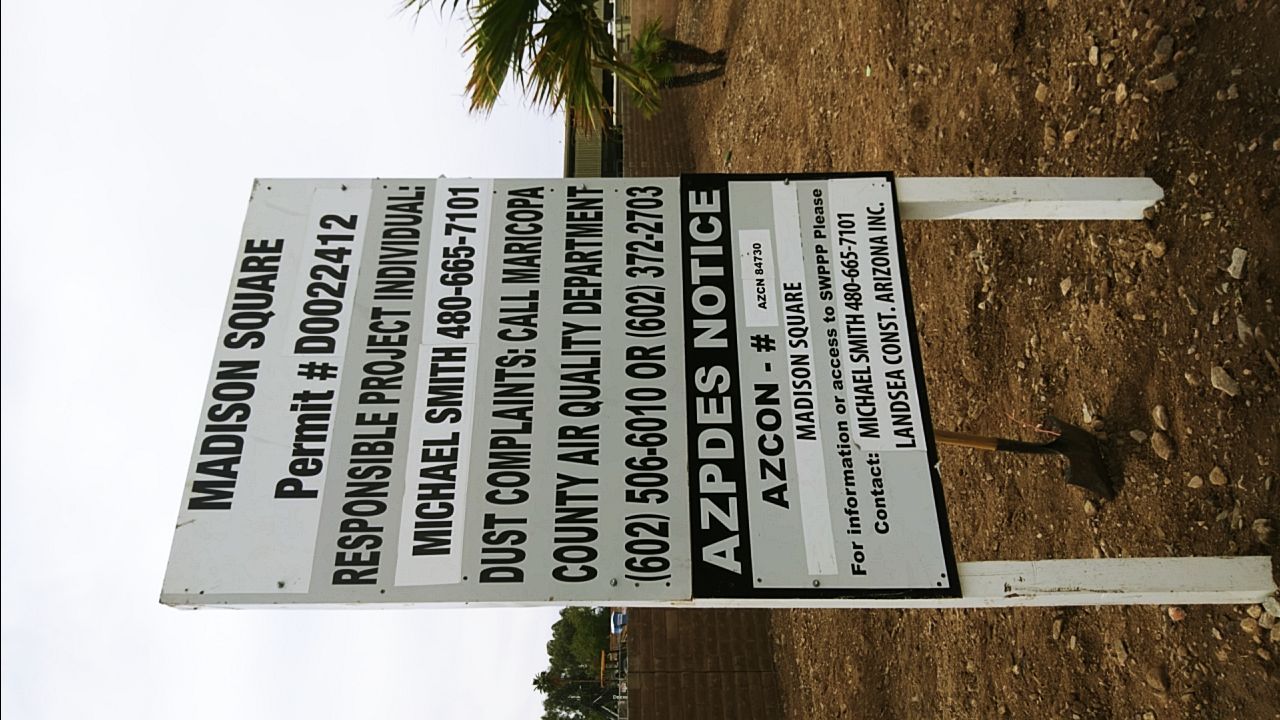 MADISON SQUARE
Permit # D0022412
RESPONSIBLE PROJECT INDIVIDUAL:
MICHAEL SMITH 480-665-7101
DUST COMPLAINTS: CALL MARICOPA
COUNTY AIR QUALITY DEPARTMENT
(602) 506-6010 OR (602) 372-2703
AZPDES NOTICE
AZCON - # AZCN 84730
MADISON SQUARE
For information or access to SWPPP Please
Contact: MICHAEL SMITH 480-665-7101
LANDSEA CONST. ARIZONA INC.